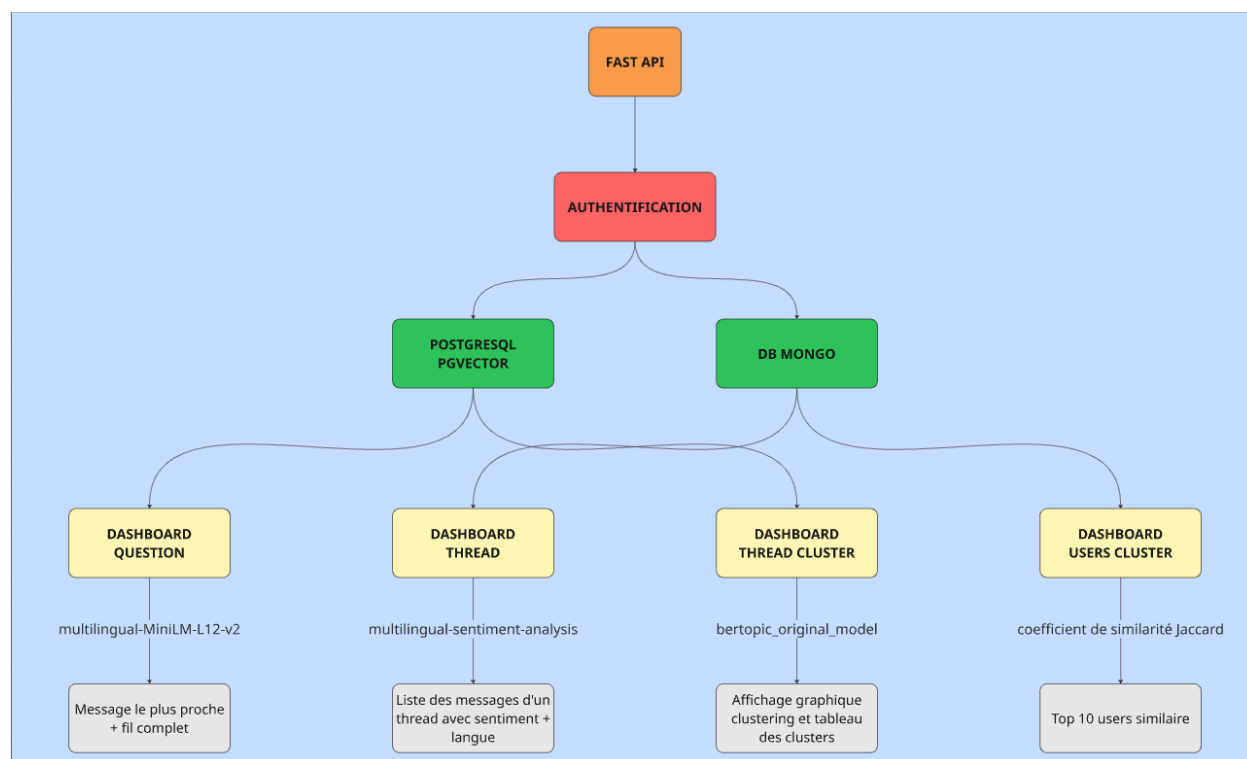 FAST API
AUTHENTIFICATION
POSTGRESQL
PGVECTOR
DB MONGO
DASHBOARD
QUESTION
DASHBOARD
THREAD
DASHBOARD
THREAD CLUSTER
DASHBOARD
USERS CLUSTER
multilingual-MiniLM-L12-v2
multilingual-sentiment-analysis
bertopic_original_model
coefficient de similarité Jaccard
Message le plus proche
+ fil complet
Liste des messages d'un
thread avec sentiment +
langue
Affichage graphique
clustering et tableau
des clusters
Top 10 users similaire